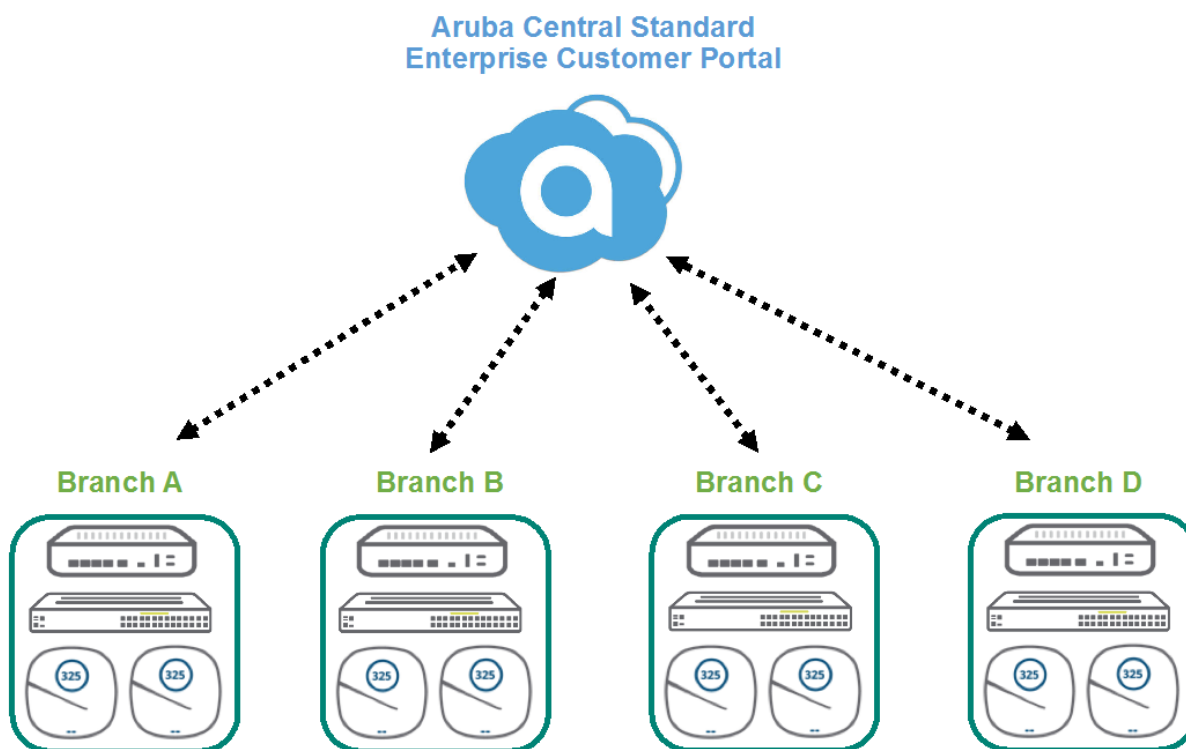 Aruba Central Standard
Enterprise Customer Portal
Branch A
Branch B
Branch C
Branch D
325
325
325
325
325
325
325
325